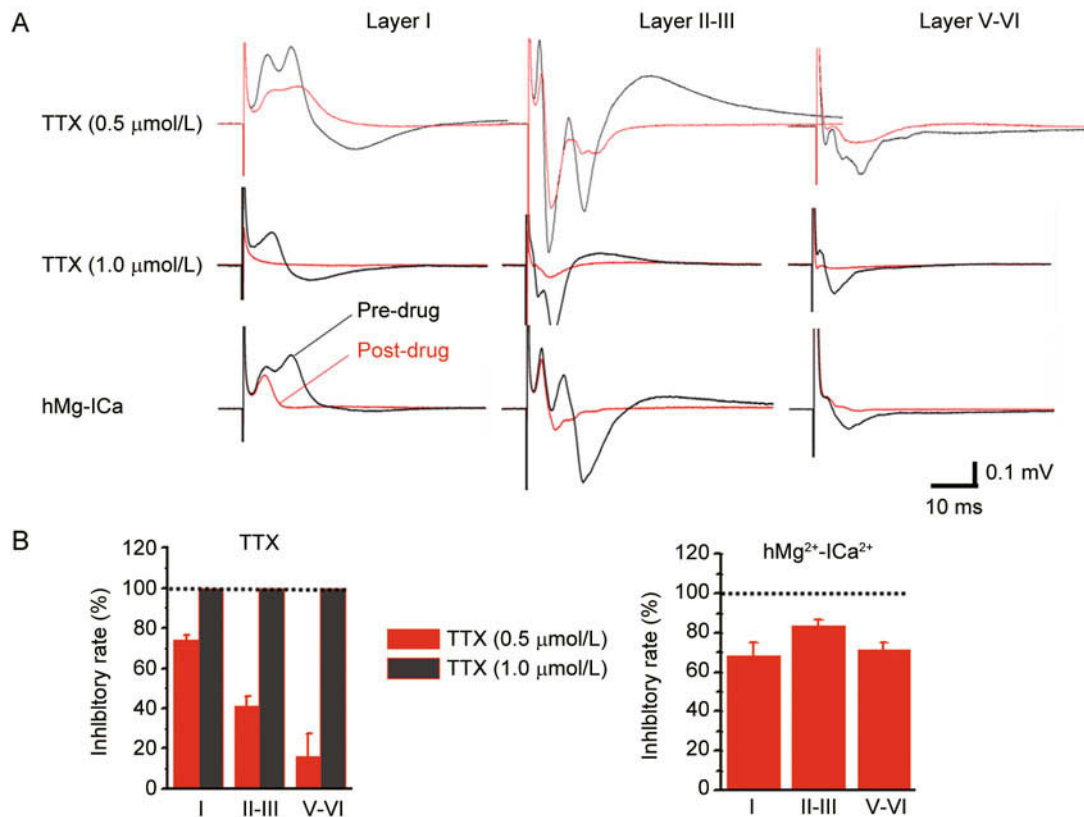 A
Layer I
Layer II-III
Layer V-VI
TTX (0.5 μmol/L)
TTX (1.0 μmol/L)
Pre-drug
Post-drug
hMg-ICa
0.1 mV
10 ms
B
TTX
Inhibitory rate (%)
120
100
80
60
40
20
0
I
II-III
V-VI
TTX (0.5 μmol/L)
TTX (1.0 μmol/L)
hMg²⁺-ICa²⁺
Inhibitory rate (%)
120
100
80
60
40
20
0
I
II-III
V-VI